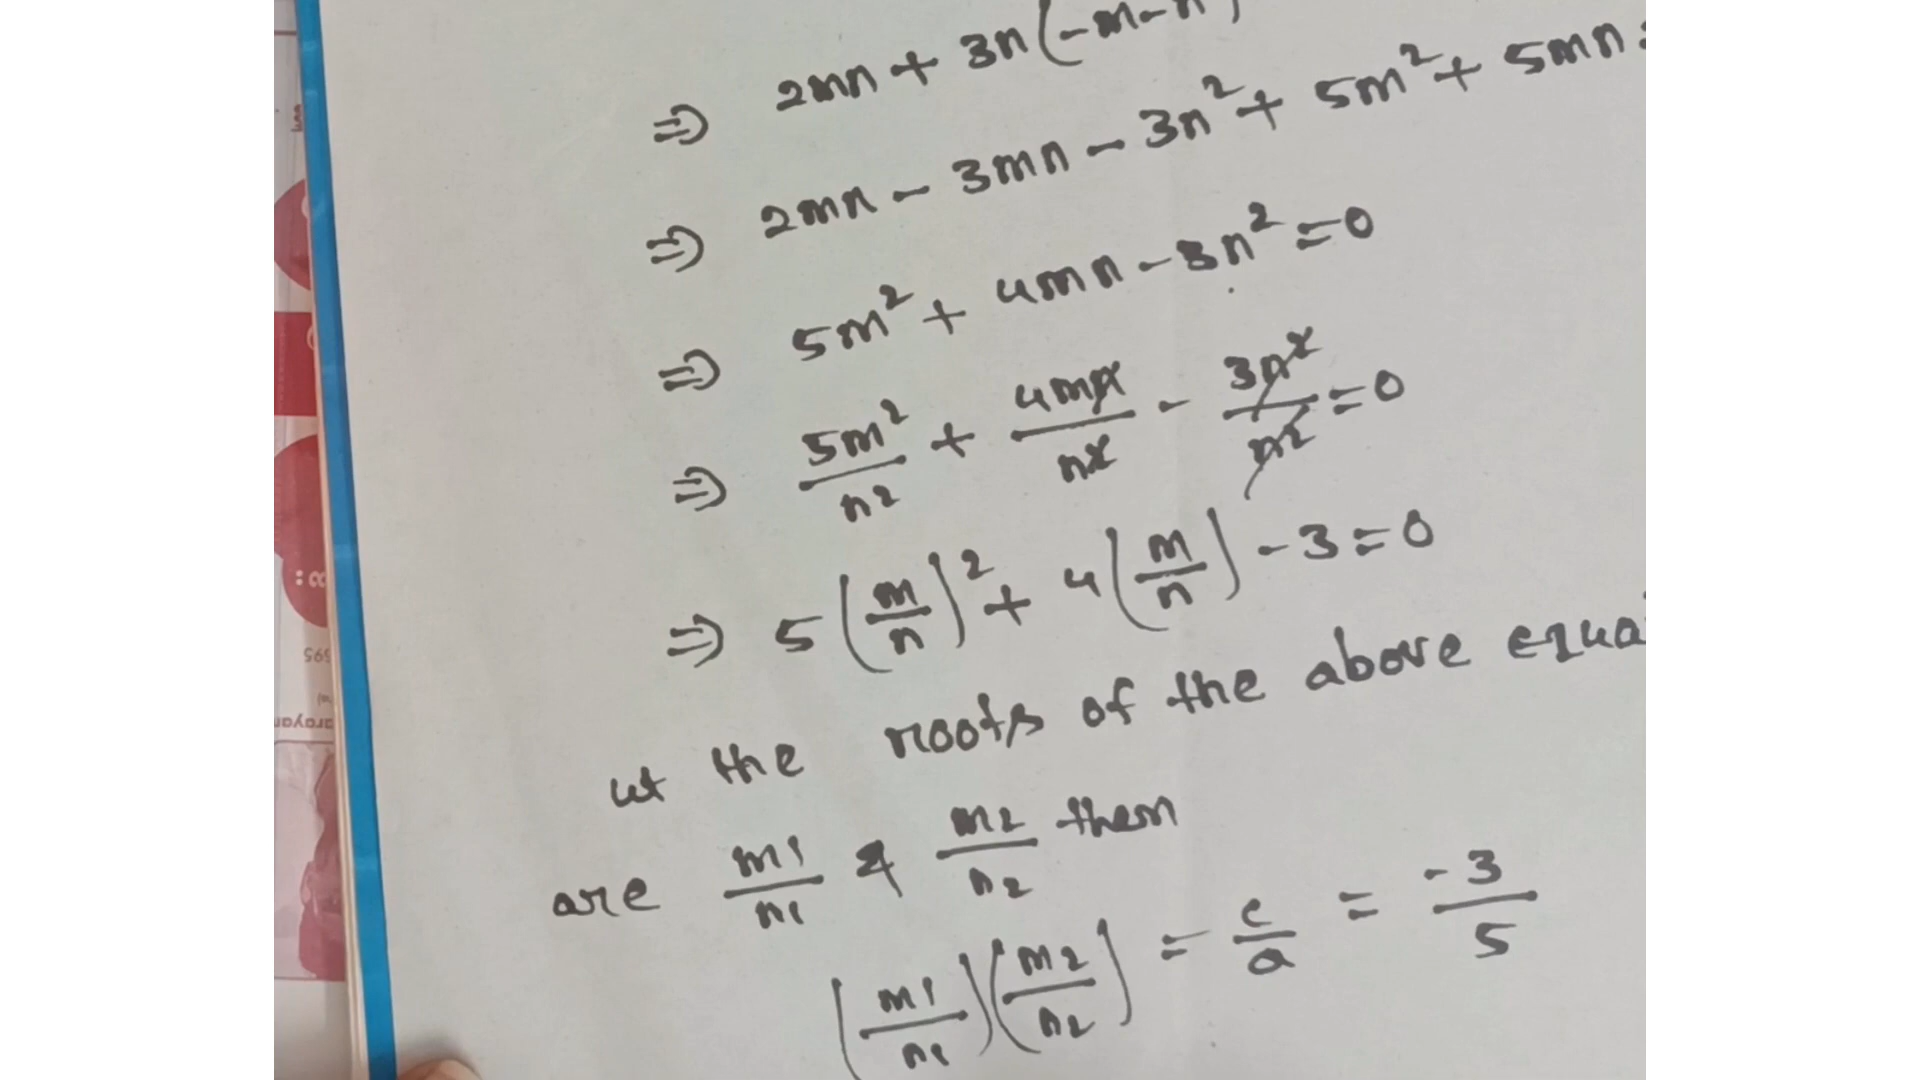 ⇒ 2mn + 3n(-m-n)
⇒ 2mn - 3mn - 3n² + 5m² + 5mn =
⇒ 5m² + 4mn - 3n² = 0
⇒ 5m²/n² + 4mn/n² - 3n²/n² = 0
⇒ 5(m/n)² + 4(m/n) - 3 = 0
let the roots of the above equa
are m1/n1 & m2/n2 then
(m1/n1)(m2/n2) = c/a = -3/5
595